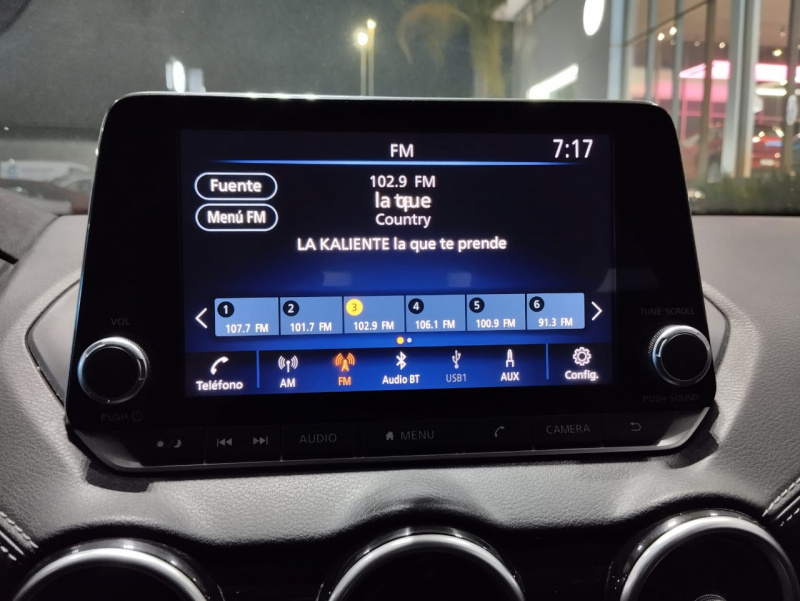 FM
7:17
Fuente
102.9 FM
Menú FM
Country
LA KALIENTE la que te prende
1 2 3 4 5 6
107.7 FM 101.7 FM 102.9 FM 106.1 FM 100.9 FM 91.3 FM
Teléfono AM FM Audio BT USB1 AUX Config.
VOL
TUNE·SCROLL
PUSH
PUSH·SOUND
AUDIO MENU CAMERA